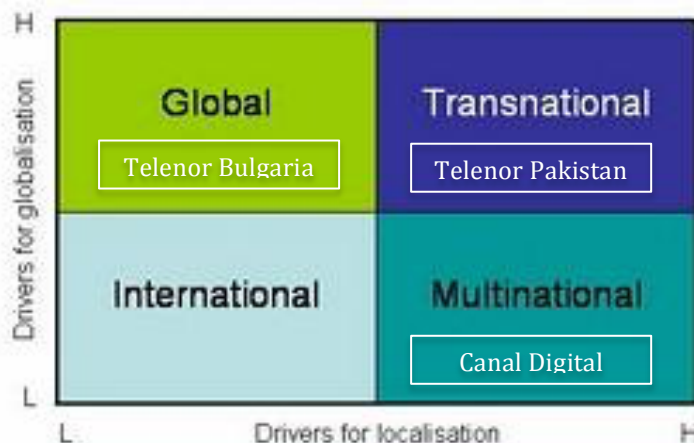 H
Global
Transnational
Telenor Bulgaria
Telenor Pakistan
Drivers for globalisation
International
Multinational
Canal Digital
L
L
Drivers for localisation
H